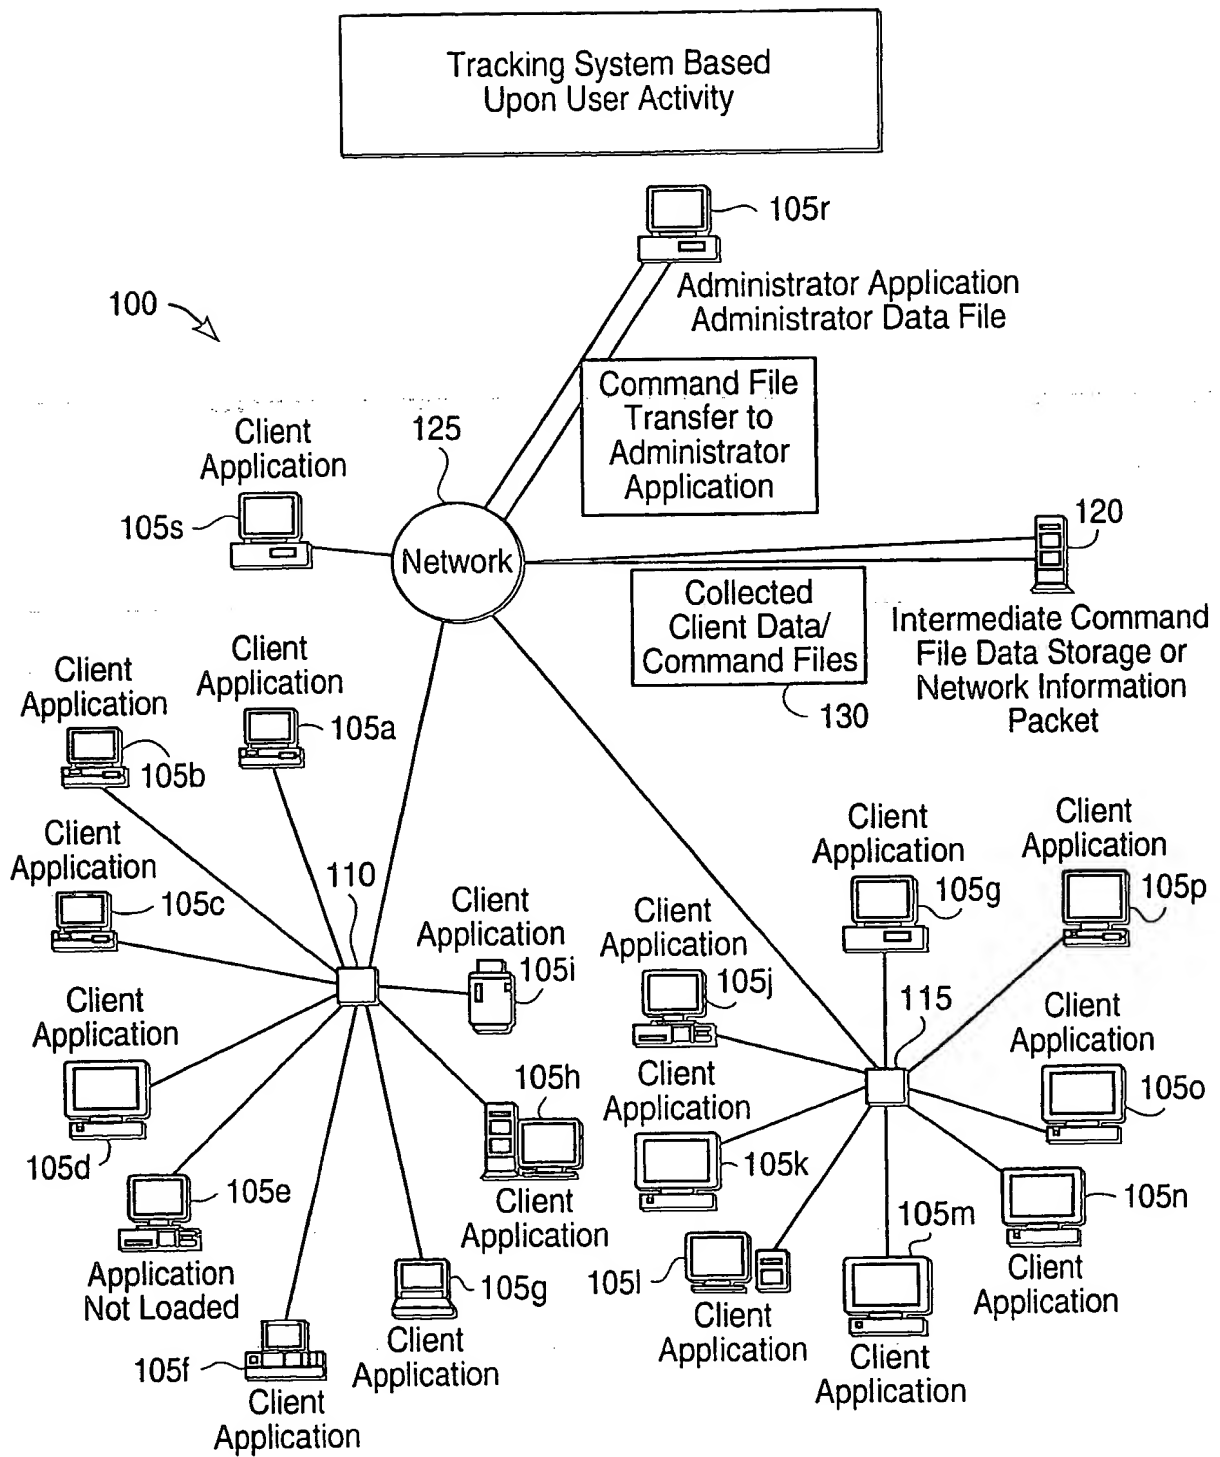 Tracking System Based
Upon User Activity
105r
Administrator Application
Administrator Data File
100
Command File
Transfer to
Administrator
Application
125
Client
Application
105s
Network
120
Collected
Client Data/
Command Files
130
Intermediate Command
File Data Storage or
Network Information
Packet
Client
Application
105a
Client
Application
105b
Client
Application
105c
110
Client
Application
105i
Client
Application
105d
105h
Client
Application
105e
Application
Not Loaded
105g
Client
Application
105f
Client
Application
Client
Application
105g
Client
Application
105p
Client
Application
105j
115
Client
Application
105o
Client
Application
105k
105n
Client
Application
105m
Client
Application
105l
Client
Application